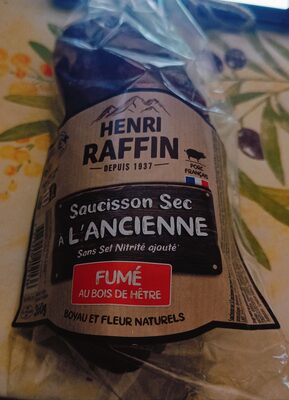 HENRI
RAFFIN
DEPUIS 1937
PORC
FRANÇAIS
Saucisson Sec
À L'ANCIENNE
Sans Sel Nitrité ajouté*
FUMÉ
AU BOIS DE HÊTRE
BOYAU ET FLEUR NATURELS